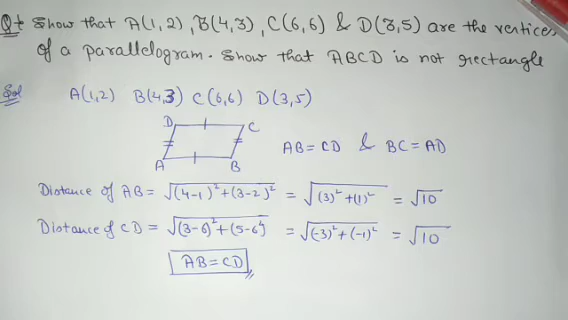 Q1 Show that A(1,2), B(4,3), C(6,6) & D(3,5) are the vertices
of a parallelogram. Show that ABCD is not rectangle
Sol A(1,2) B(4,3) C(6,6) D(3,5)
D C
A B
AB = CD & BC = AD
Distance of AB = √(4-1)²+(3-2)² = √(3)²+(1)² = √10
Distance of CD = √(3-6)²+(5-6)² = √(-3)²+(-1)² = √10
AB = CD